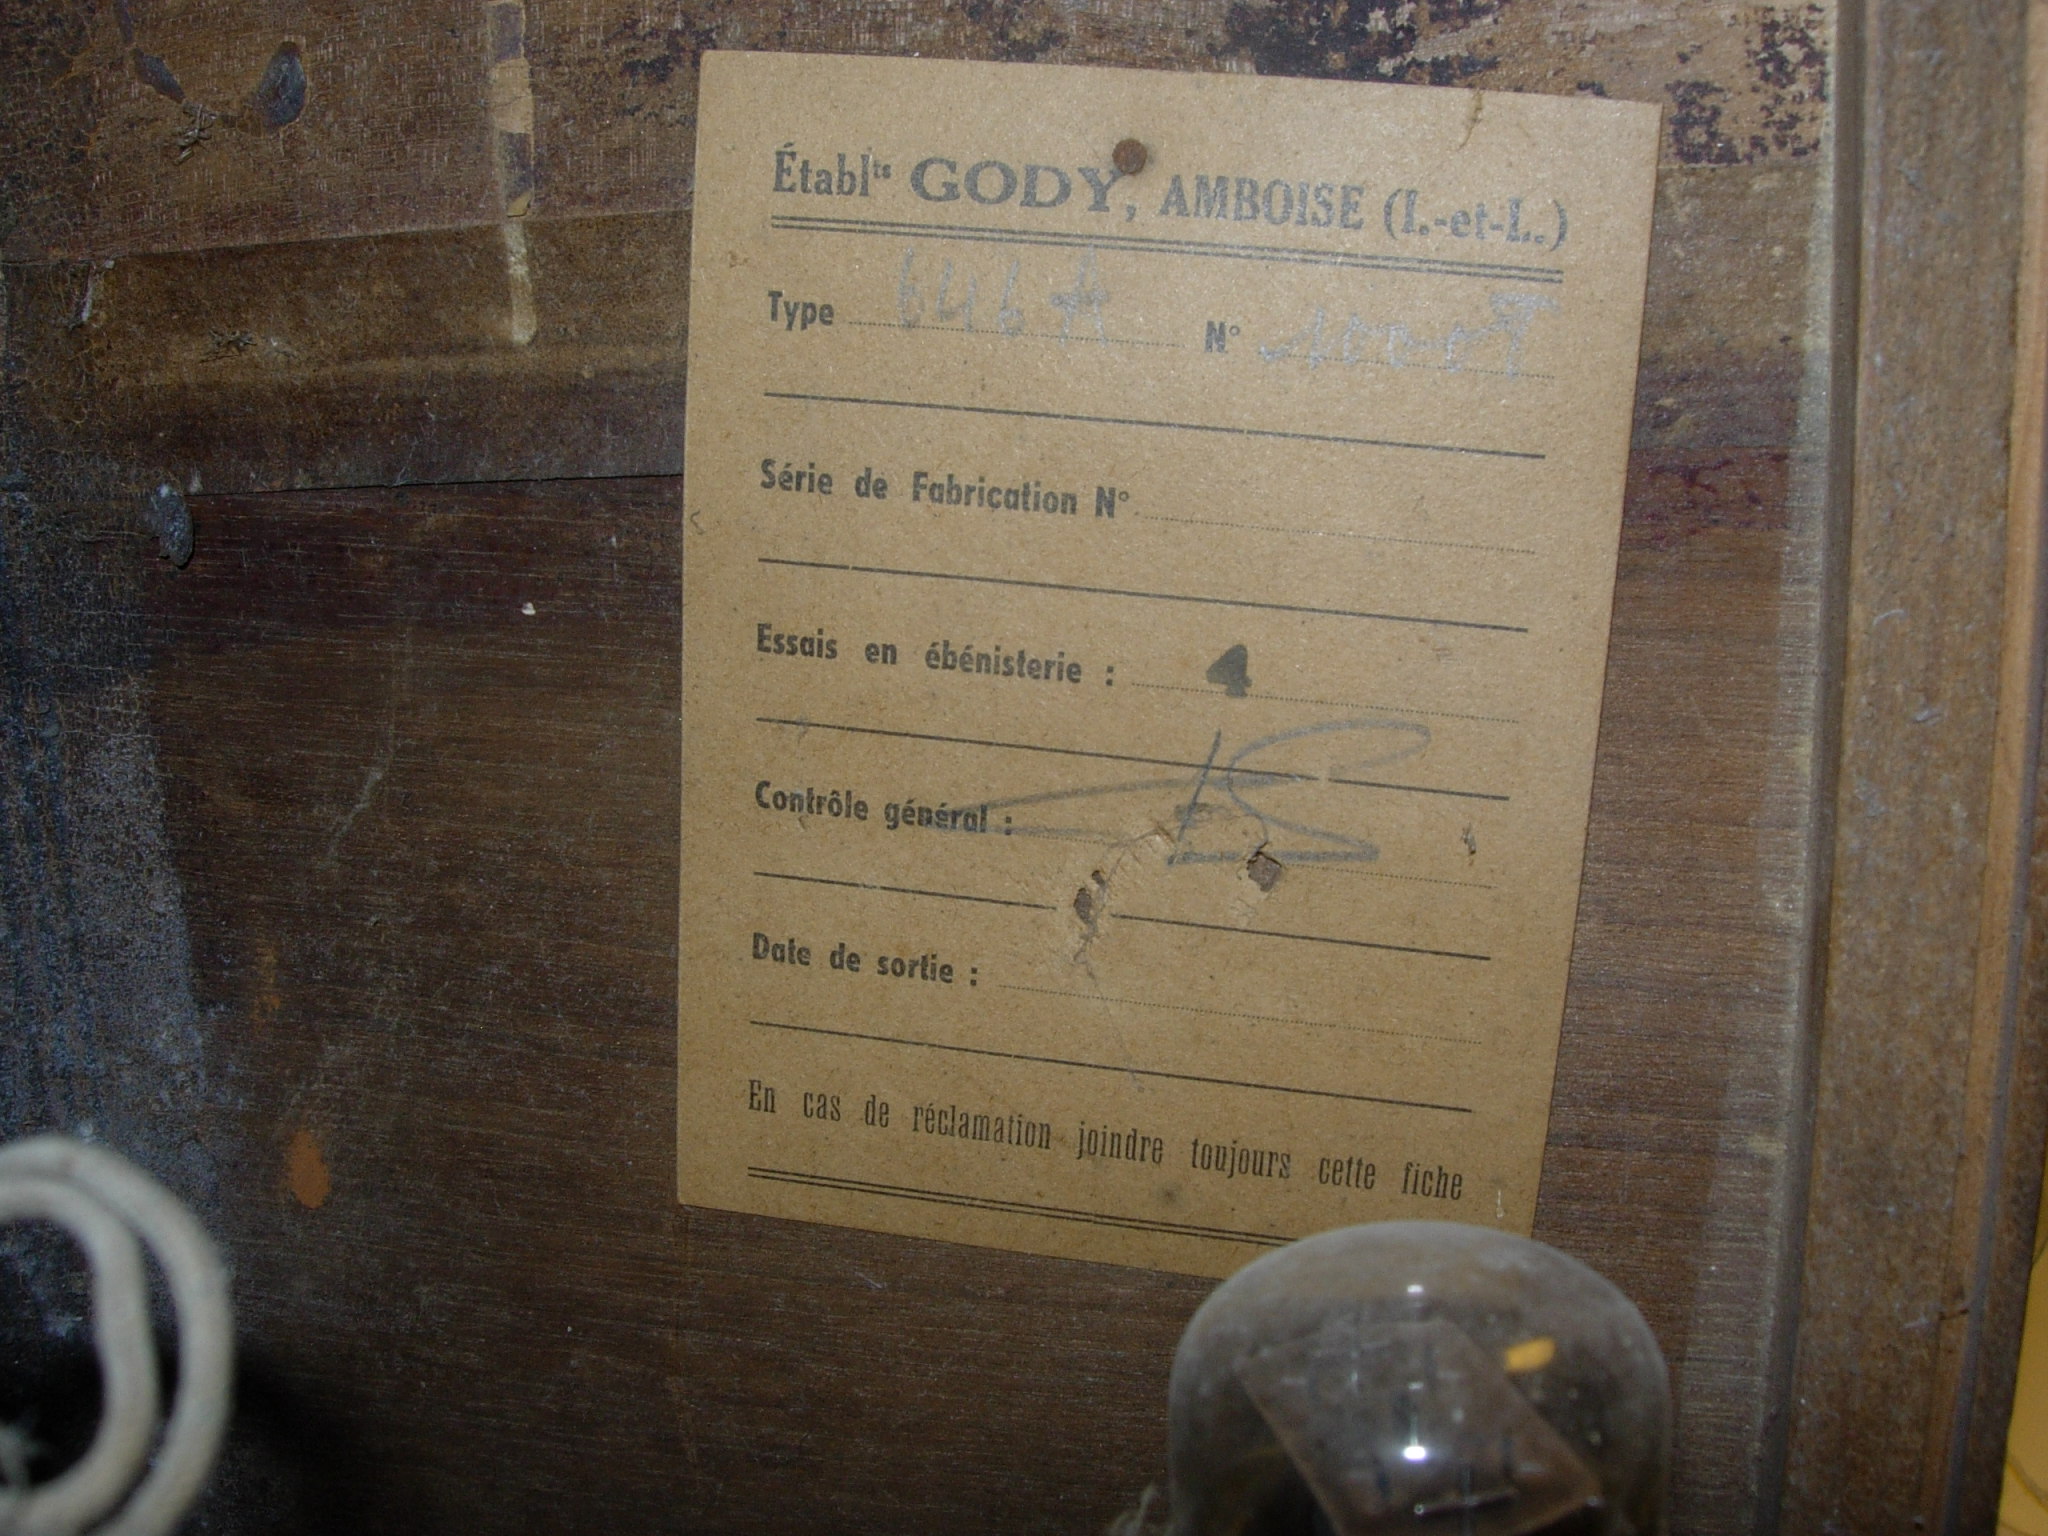 Établts GODY, AMBOISE (I.-et-L.)
Type 646 A N°
Série de Fabrication N°
Essais en ébénisterie : 4
Contrôle général :
Date de sortie :
En cas de réclamation joindre toujours cette fiche